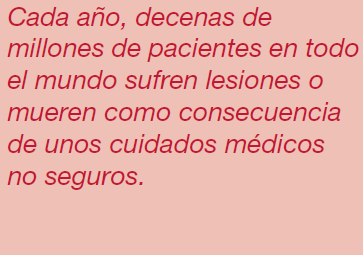 Cada año, decenas de
millones de pacientes en todo
el mundo sufren lesiones o
mueren como consecuencia
de unos cuidados médicos
no seguros.